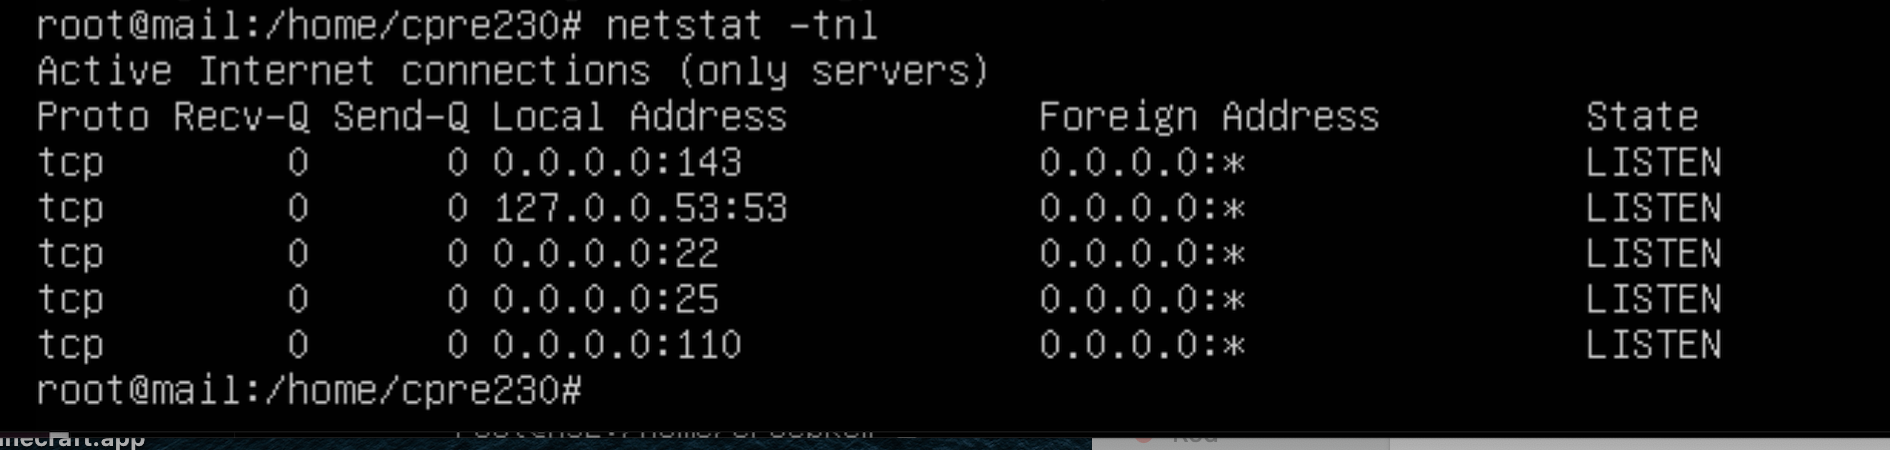 root@mail:/home/cpre230# netstat -tnl
Active Internet connections (only servers)
Proto Recv-Q Send-Q Local Address           Foreign Address         State
tcp        0      0 0.0.0.0:143             0.0.0.0:*               LISTEN
tcp        0      0 127.0.0.53:53           0.0.0.0:*               LISTEN
tcp        0      0 0.0.0.0:22              0.0.0.0:*               LISTEN
tcp        0      0 0.0.0.0:25              0.0.0.0:*               LISTEN
tcp        0      0 0.0.0.0:110             0.0.0.0:*               LISTEN
root@mail:/home/cpre230#